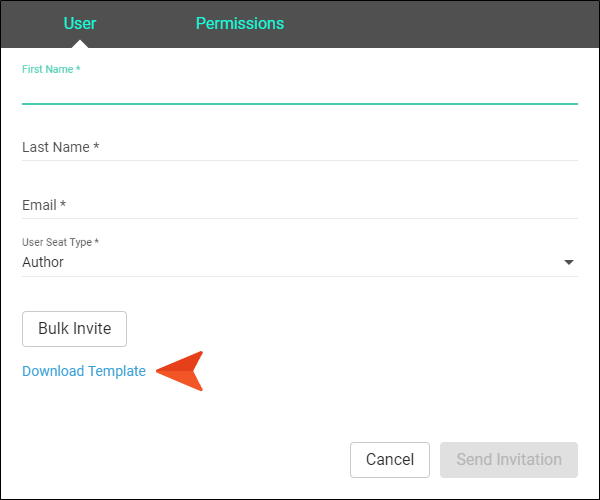 User Permissions
First Name *
Last Name *
Email *
User Seat Type *
Author
Bulk Invite
Download Template
Cancel Send Invitation